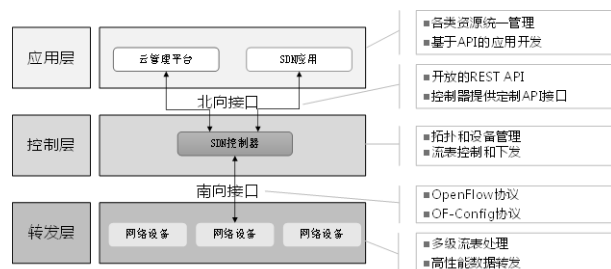 应用层
云管理平台
SDN应用
各类资源统一管理
基于API的应用开发
北向接口
开放的REST API
控制器提供定制API接口
控制层
SDN控制器
拓扑和设备管理
流表控制和下发
南向接口
OpenFlow协议
OF-Config协议
转发层
网络设备
网络设备
网络设备
多级流表处理
高性能数据转发